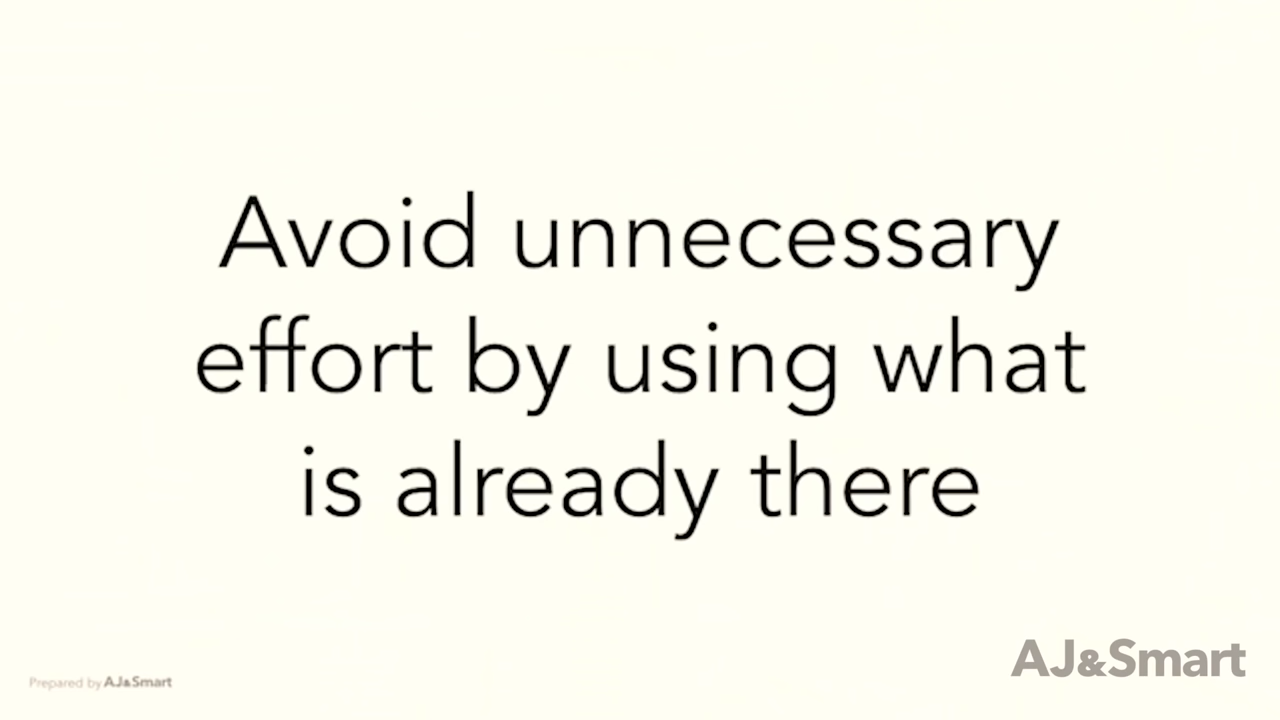 Avoid unnecessary
effort by using what
is already there
Prepared by AJ&Smart
AJ&Smart